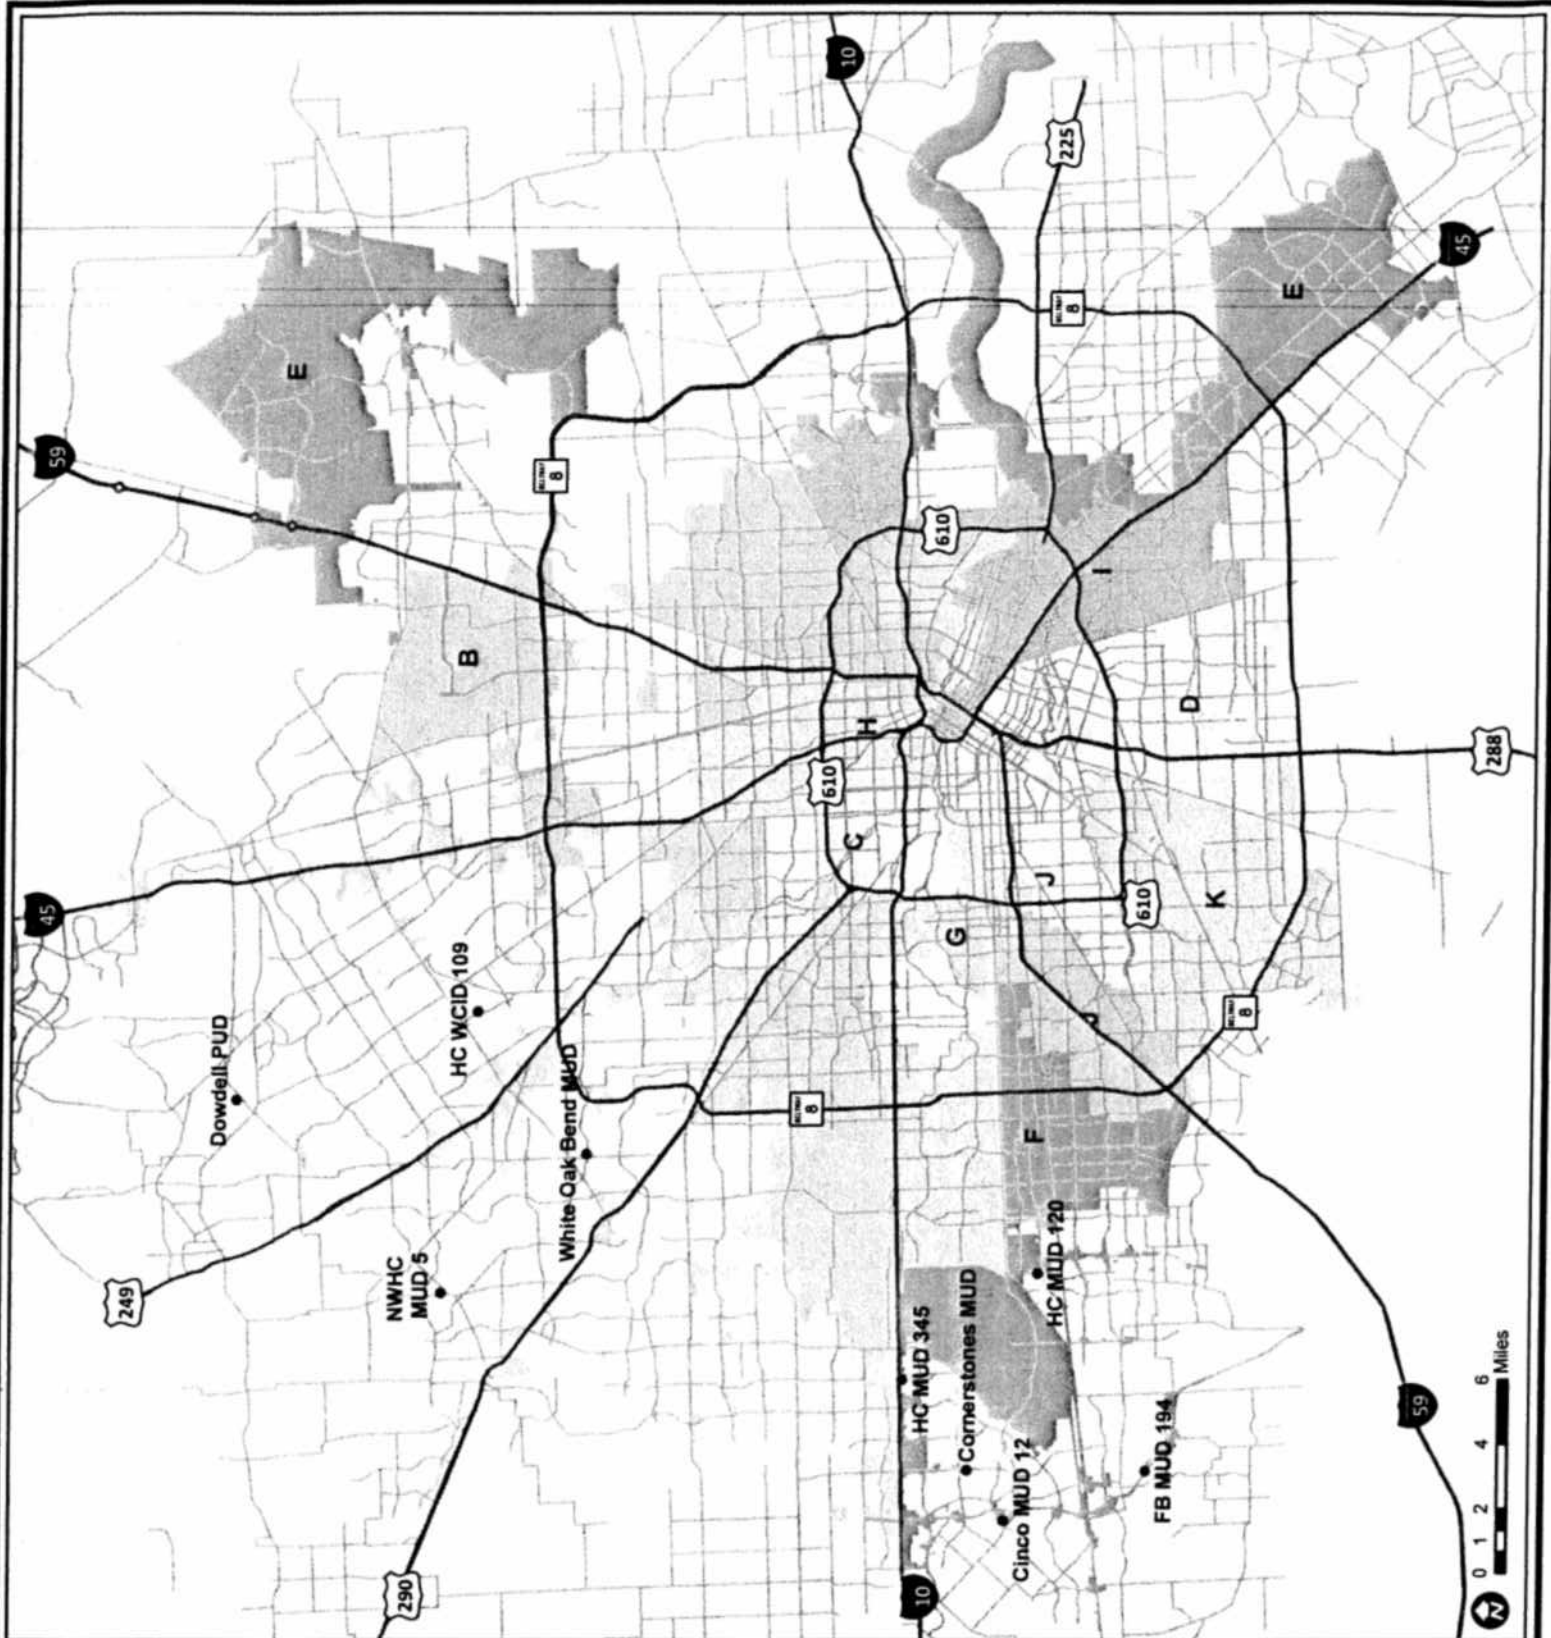 10
225
45
E
8
59
E
8
610
I
B
H
D
288
610
C
J
K
610
G
45
HC WCID 109
Dowdell PUD
White Oak Bend MUD
8
J
8
F
249
NWHC
MUD 5
HC MUD 120
HC MUD 345
Cornerstones MUD
Cinco MUD 12
FB MUD 194
59
290
10
N
0 1 2 4 6
Miles